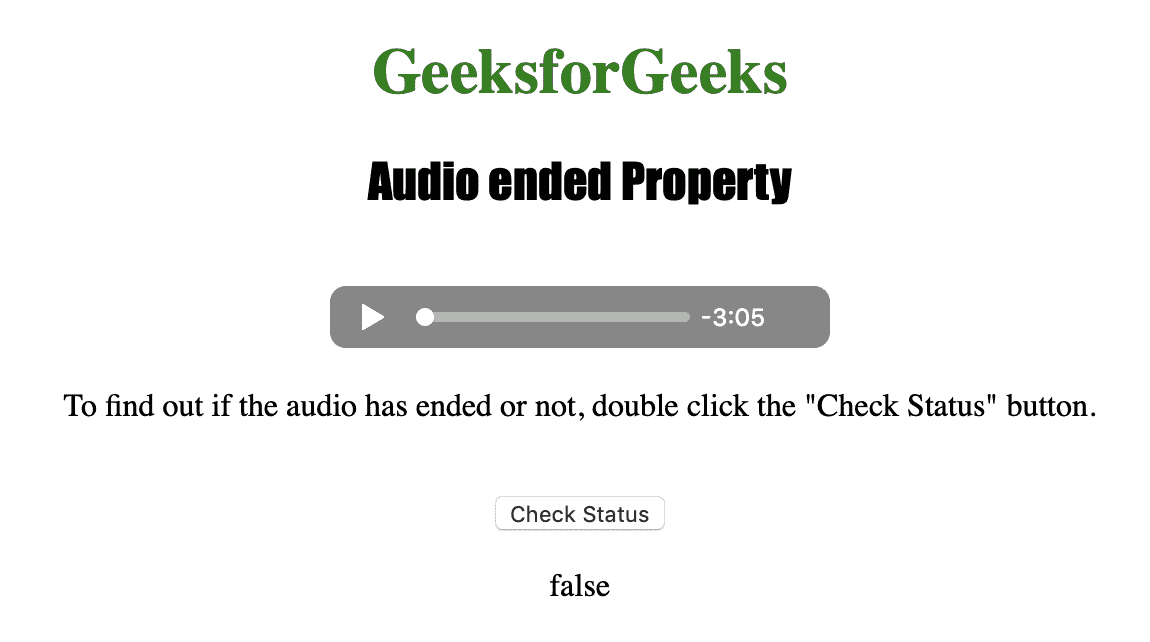 GeeksforGeeks
Audio ended Property
-3:05
To find out if the audio has ended or not, double click the "Check Status" button.
Check Status
false